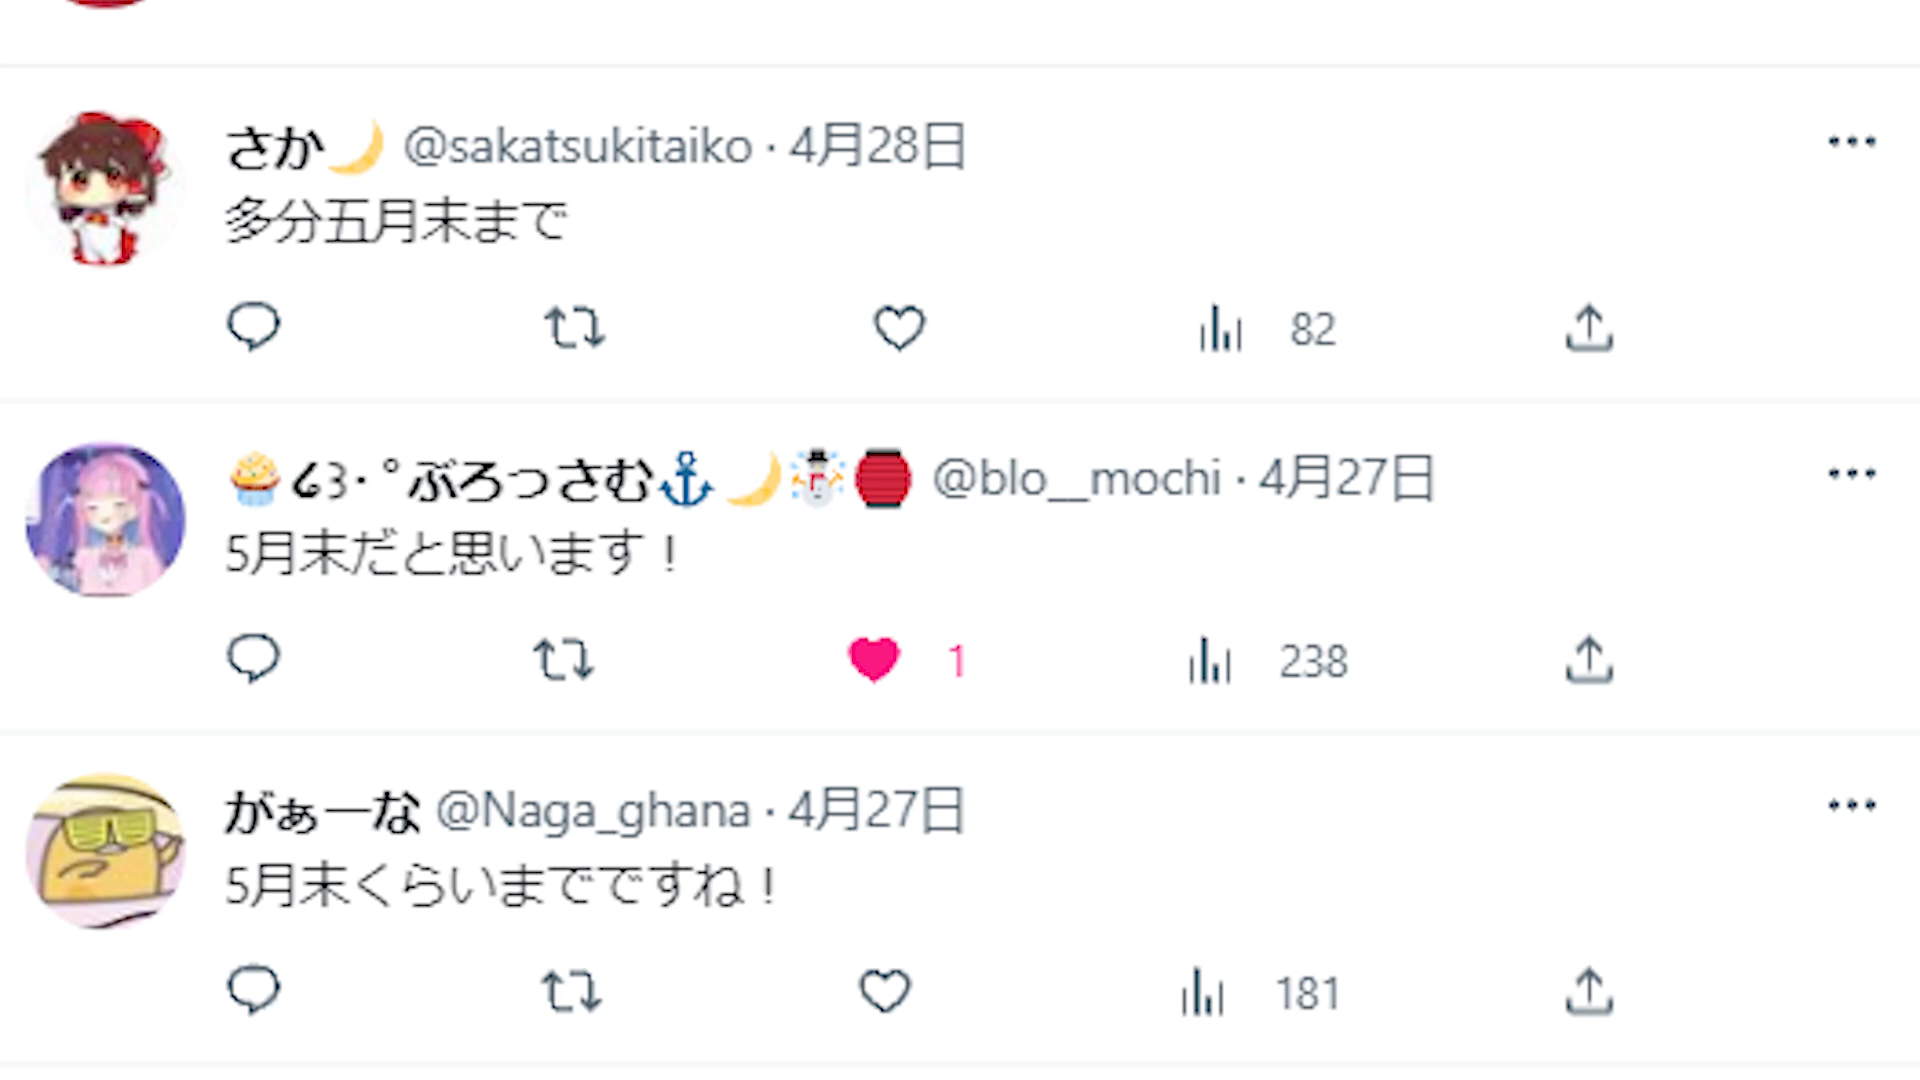 さか🌙 @sakatsukitaiko · 4月28日
多分五月末まで
82
🧁໒꒱· ゚ぶろっさむ⚓🌙☃️🏮 @blo__mochi · 4月27日
5月末だと思います！
1 238
がぁーな @Naga_ghana · 4月27日
5月末くらいまでですね！
181